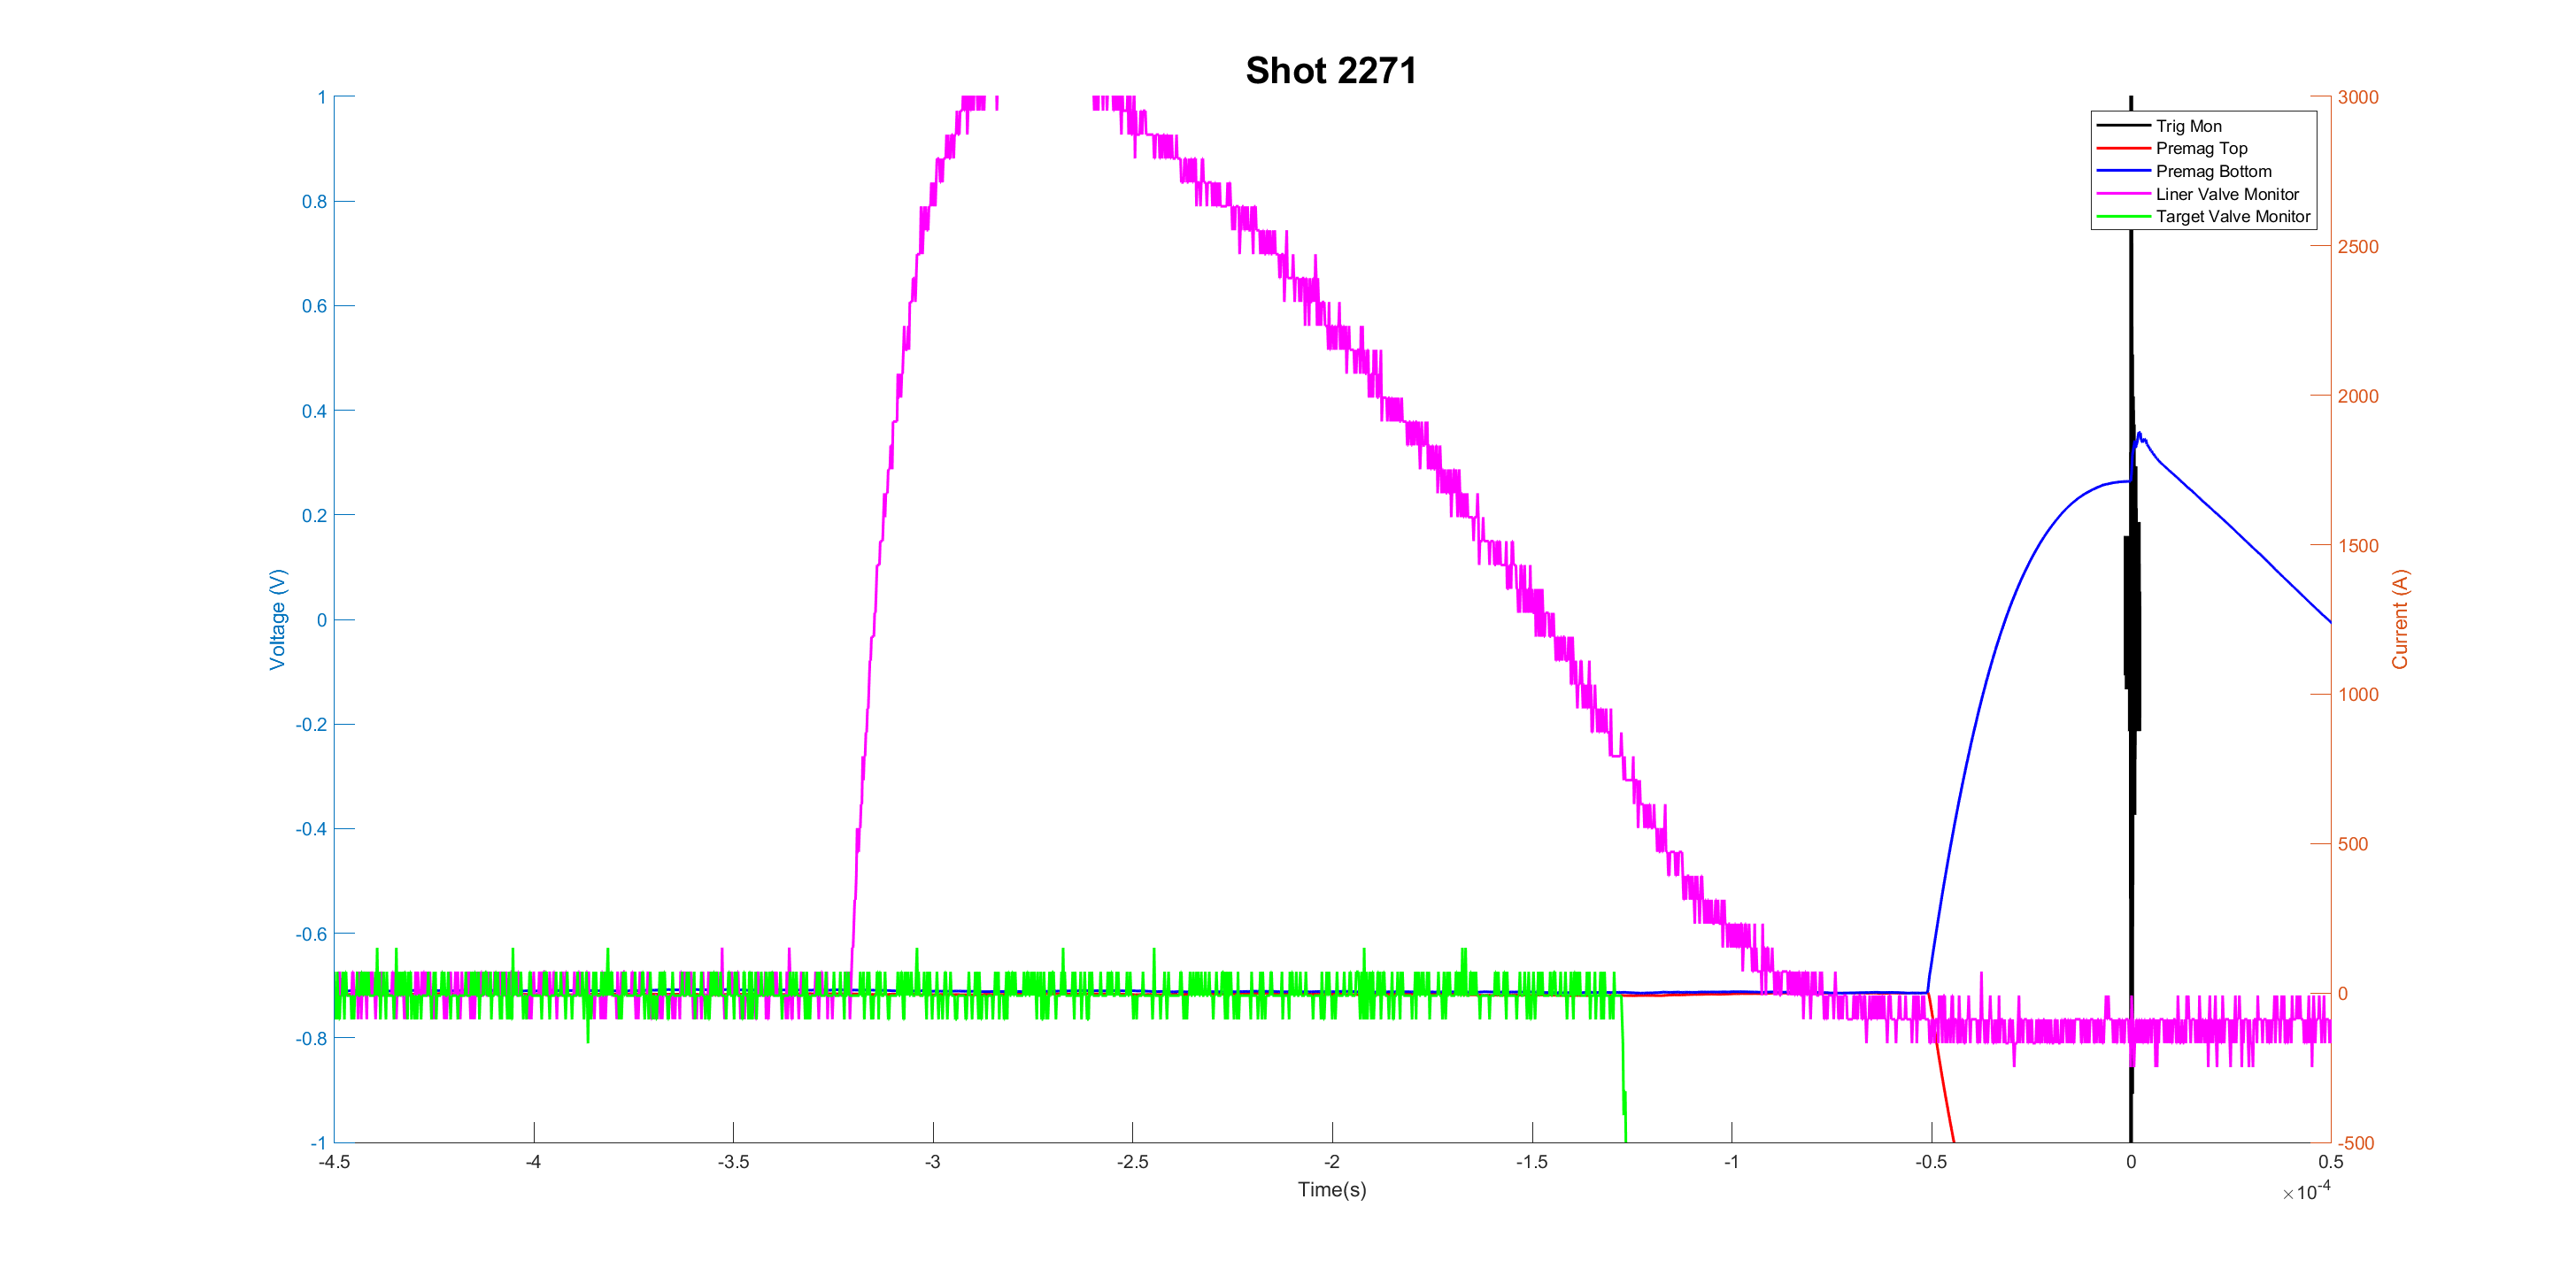 Shot 2271
1
0.8
0.6
0.4
0.2
0
-0.2
-0.4
-0.6
-0.8
-1
Voltage (V)
3000
2500
2000
1500
1000
500
0
-500
Current (A)
Trig Mon
Premag Top
Premag Bottom
Liner Valve Monitor
Target Valve Monitor
-4.5 -4 -3.5 -3 -2.5 -2 -1.5 -1 -0.5 0 0.5
Time(s)
×10-4